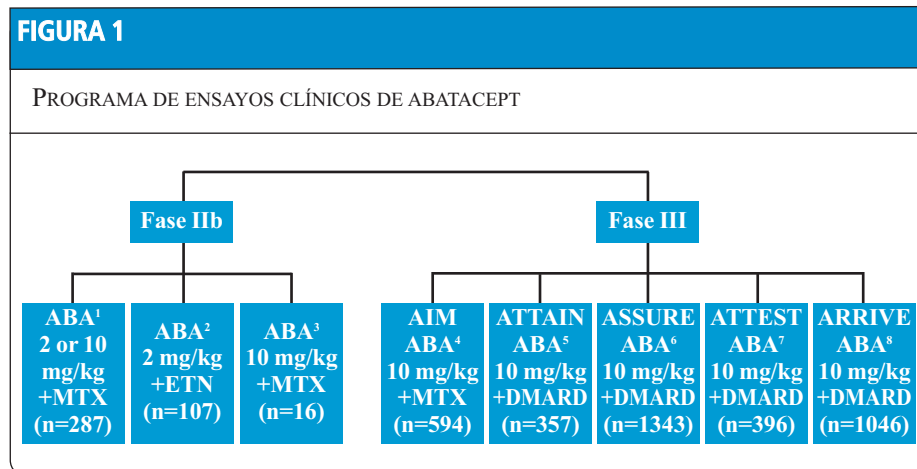 FIGURA 1
PROGRAMA DE ENSAYOS CLÍNICOS DE ABATACEPT
Fase IIb
Fase III
ABA¹
2 or 10
mg/kg
+MTX
(n=287)
ABA²
2 mg/kg
+ETN
(n=107)
ABA³
10 mg/kg
+MTX
(n=16)
AIM
ABA⁴
10 mg/kg
+MTX
(n=594)
ATTAIN
ABA⁵
10 mg/kg
+DMARD
(n=357)
ASSURE
ABA⁶
10 mg/kg
+DMARD
(n=1343)
ATTEST
ABA⁷
10 mg/kg
+DMARD
(n=396)
ARRIVE
ABA⁸
10 mg/kg
+DMARD
(n=1046)